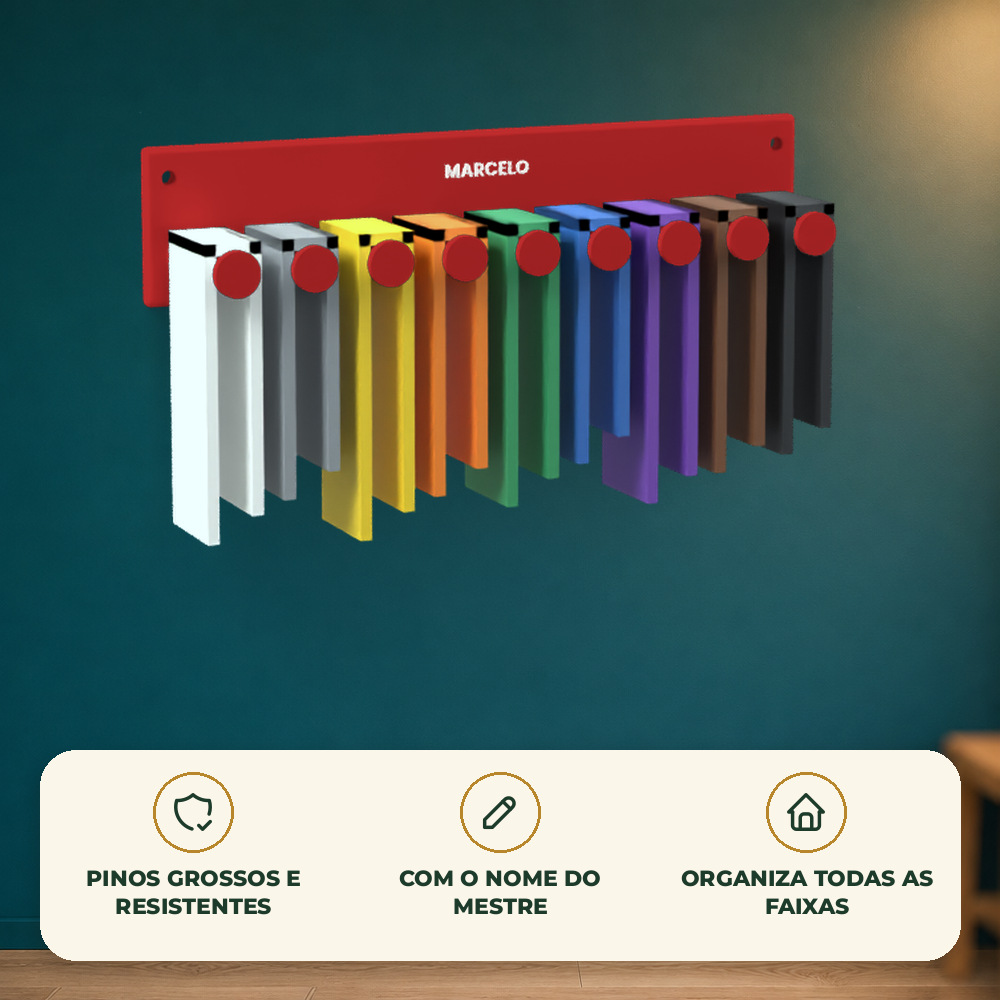 MARCELO
PINOS GROSSOS E
RESISTENTES
COM O NOME DO
MESTRE
ORGANIZA TODAS AS
FAIXAS